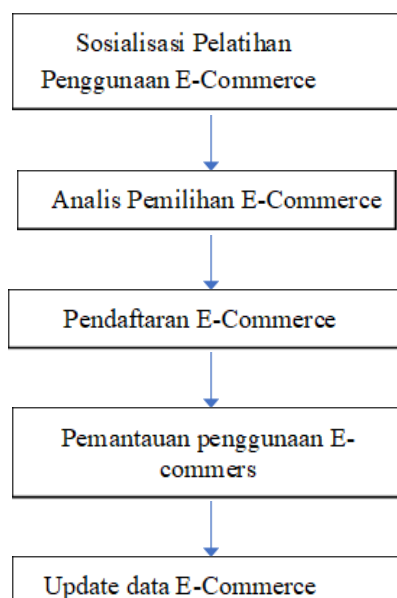 Sosialisasi Pelatihan
Penggunaan E-Commerce
Analis Pemilihan E-Commerce
Pendaftaran E-Commerce
Pemantauan penggunaan E-
commers
Update data E-Commerce